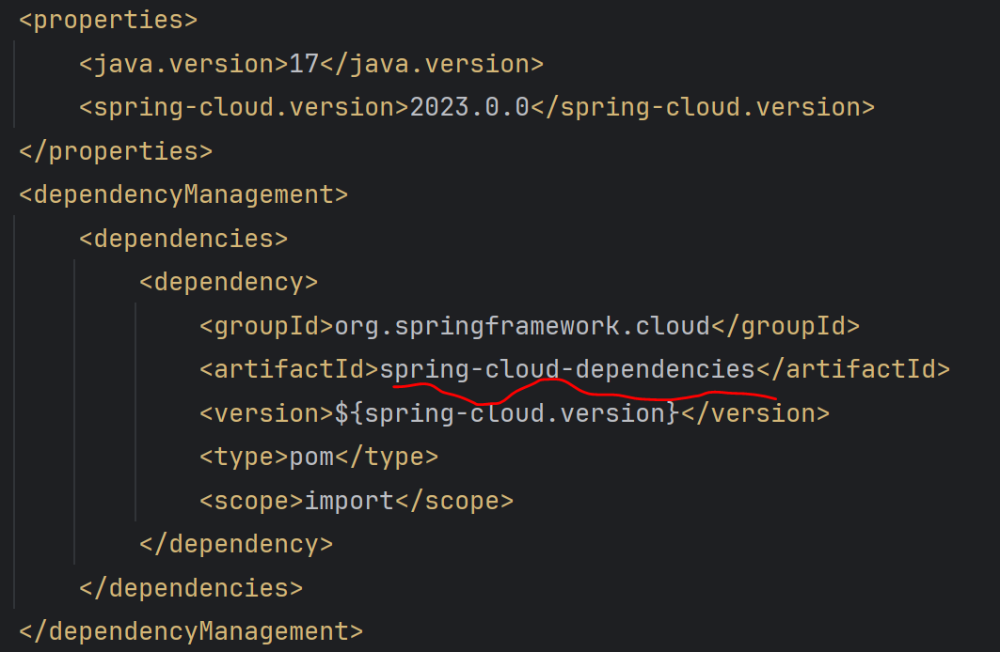 <properties>
<java.version>17</java.version>
<spring-cloud.version>2023.0.0</spring-cloud.version>
</properties>
<dependencyManagement>
<dependencies>
<dependency>
<groupId>org.springframework.cloud</groupId>
<artifactId>spring-cloud-dependencies</artifactId>
<version>${spring-cloud.version}</version>
<type>pom</type>
<scope>import</scope>
</dependency>
</dependencies>
</dependencyManagement>